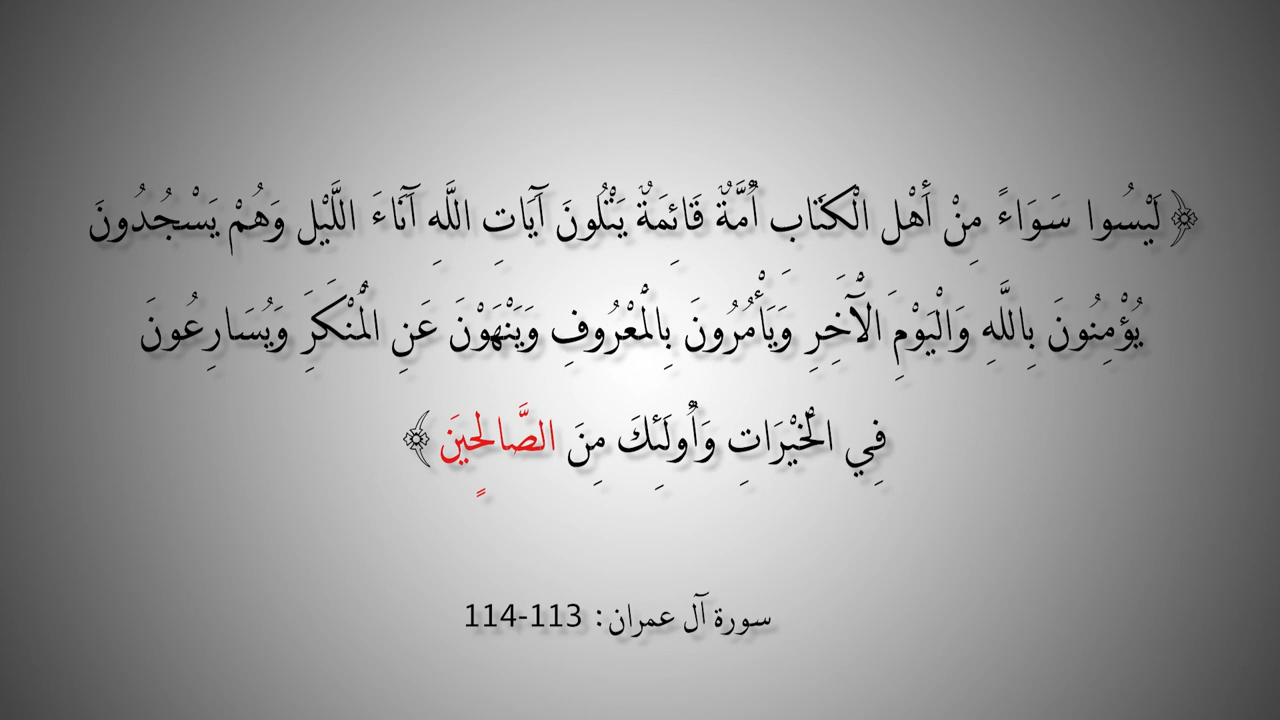 ﴿لَيْسُوا سَوَاءً مِنْ أَهْلِ الْكِتَابِ أُمَّةٌ قَائِمَةٌ يَتْلُونَ آيَاتِ اللَّهِ آنَاءَ اللَّيْلِ وَهُمْ يَسْجُدُونَ
يُؤْمِنُونَ بِاللَّهِ وَالْيَوْمِ الْآخِرِ وَيَأْمُرُونَ بِالْمَعْرُوفِ وَيَنْهَوْنَ عَنِ الْمُنْكَرِ وَيُسَارِعُونَ
فِي الْخَيْرَاتِ وَأُولَئِكَ مِنَ الصَّالِحِينَ﴾
سورة آل عمران: 113-114